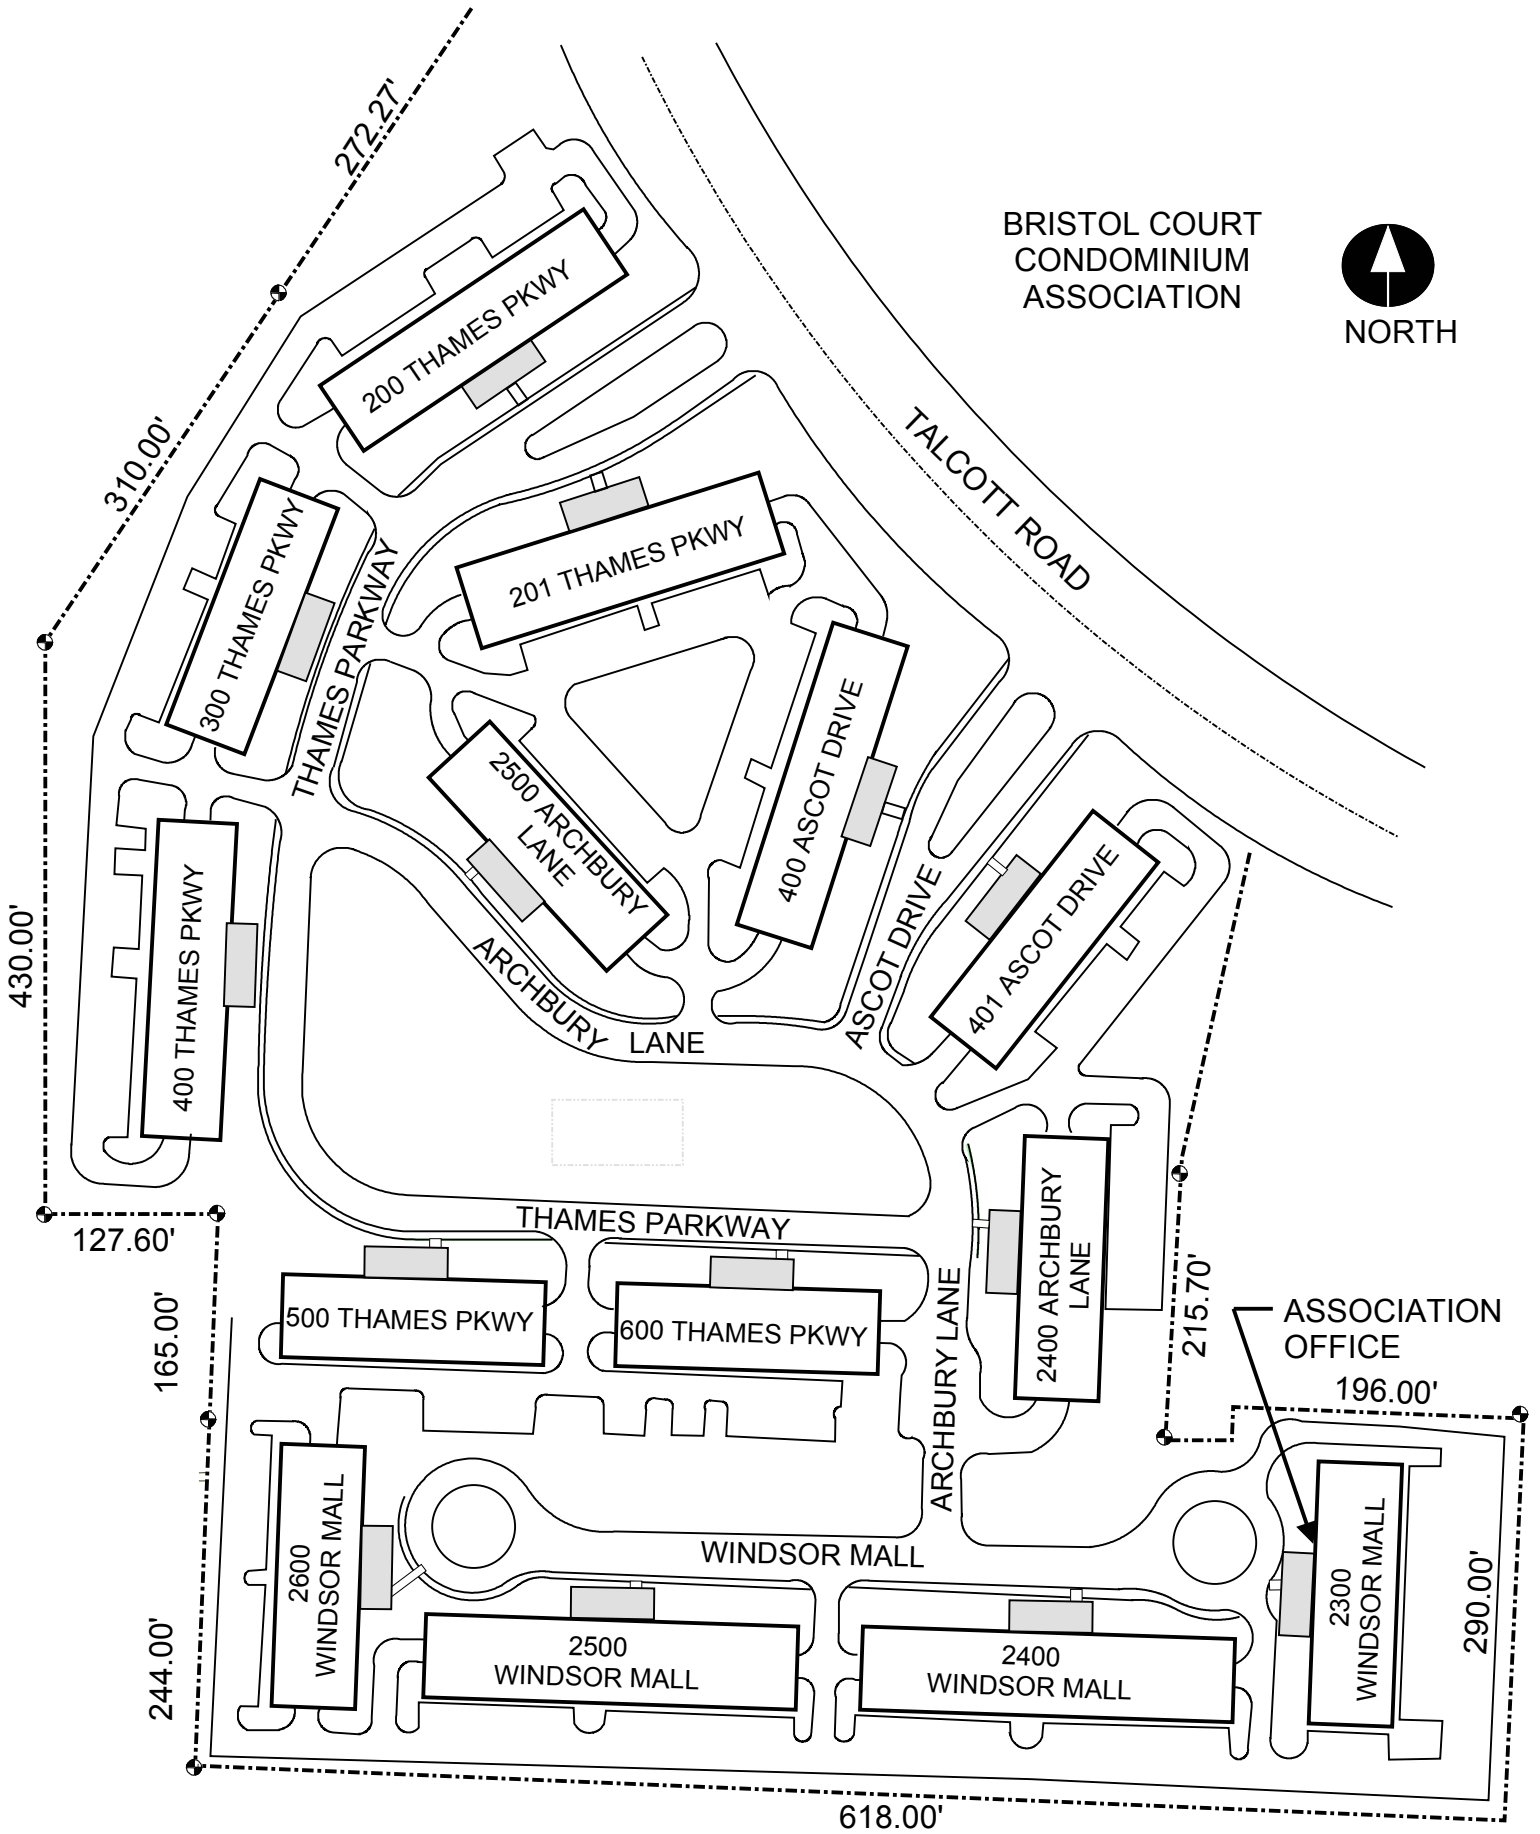 272.27'
BRISTOL COURT
CONDOMINIUM
ASSOCIATION
NORTH
200 THAMES PKWY
310.00'
TALCOTT ROAD
201 THAMES PKWY
300 THAMES PKWY
THAMES PARKWAY
2500 ARCHBURY
LANE
400 ASCOT DRIVE
401 ASCOT DRIVE
ASCOT DRIVE
430.00'
400 THAMES PKWY
ARCHBURY LANE
127.60'
THAMES PARKWAY
2400 ARCHBURY
LANE
215.70'
165.00'
500 THAMES PKWY
600 THAMES PKWY
ARCHBURY LANE
ASSOCIATION
OFFICE
196.00'
2600
WINDSOR MALL
WINDSOR MALL
2300
WINDSOR MALL
290.00'
244.00'
2500
WINDSOR MALL
2400
WINDSOR MALL
618.00'